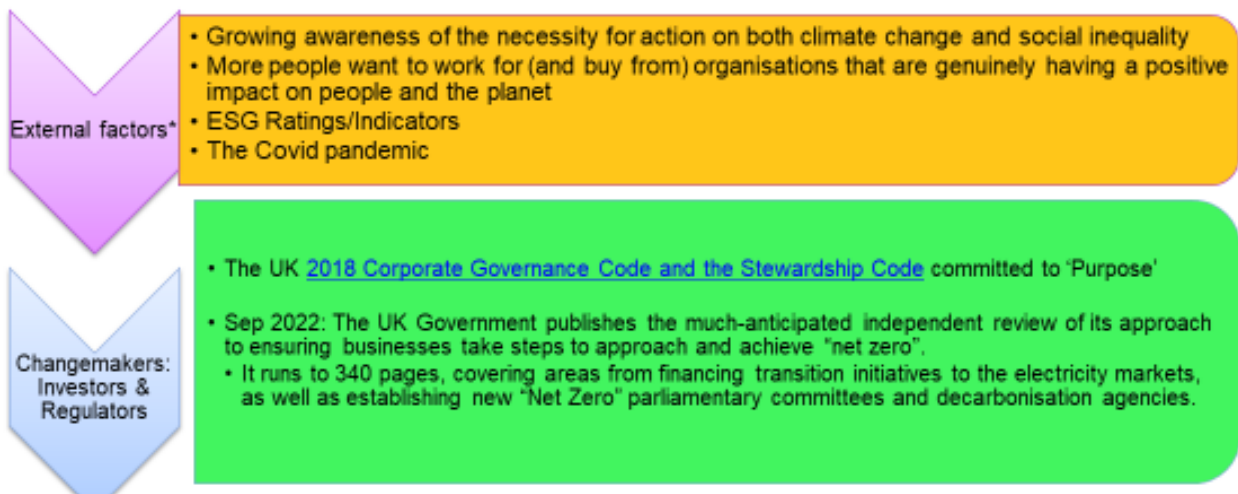 External factors*
• Growing awareness of the necessity for action on both climate change and social inequality
• More people want to work for (and buy from) organisations that are genuinely having a positive
impact on people and the planet
• ESG Ratings/Indicators
• The Covid pandemic
Changemakers:
Investors &
Regulators
• The UK 2018 Corporate Governance Code and the Stewardship Code committed to ‘Purpose’
• Sep 2022: The UK Government publishes the much-anticipated independent review of its approach
to ensuring businesses take steps to approach and achieve “net zero”.
• It runs to 340 pages, covering areas from financing transition initiatives to the electricity markets,
as well as establishing new “Net Zero” parliamentary committees and decarbonisation agencies.